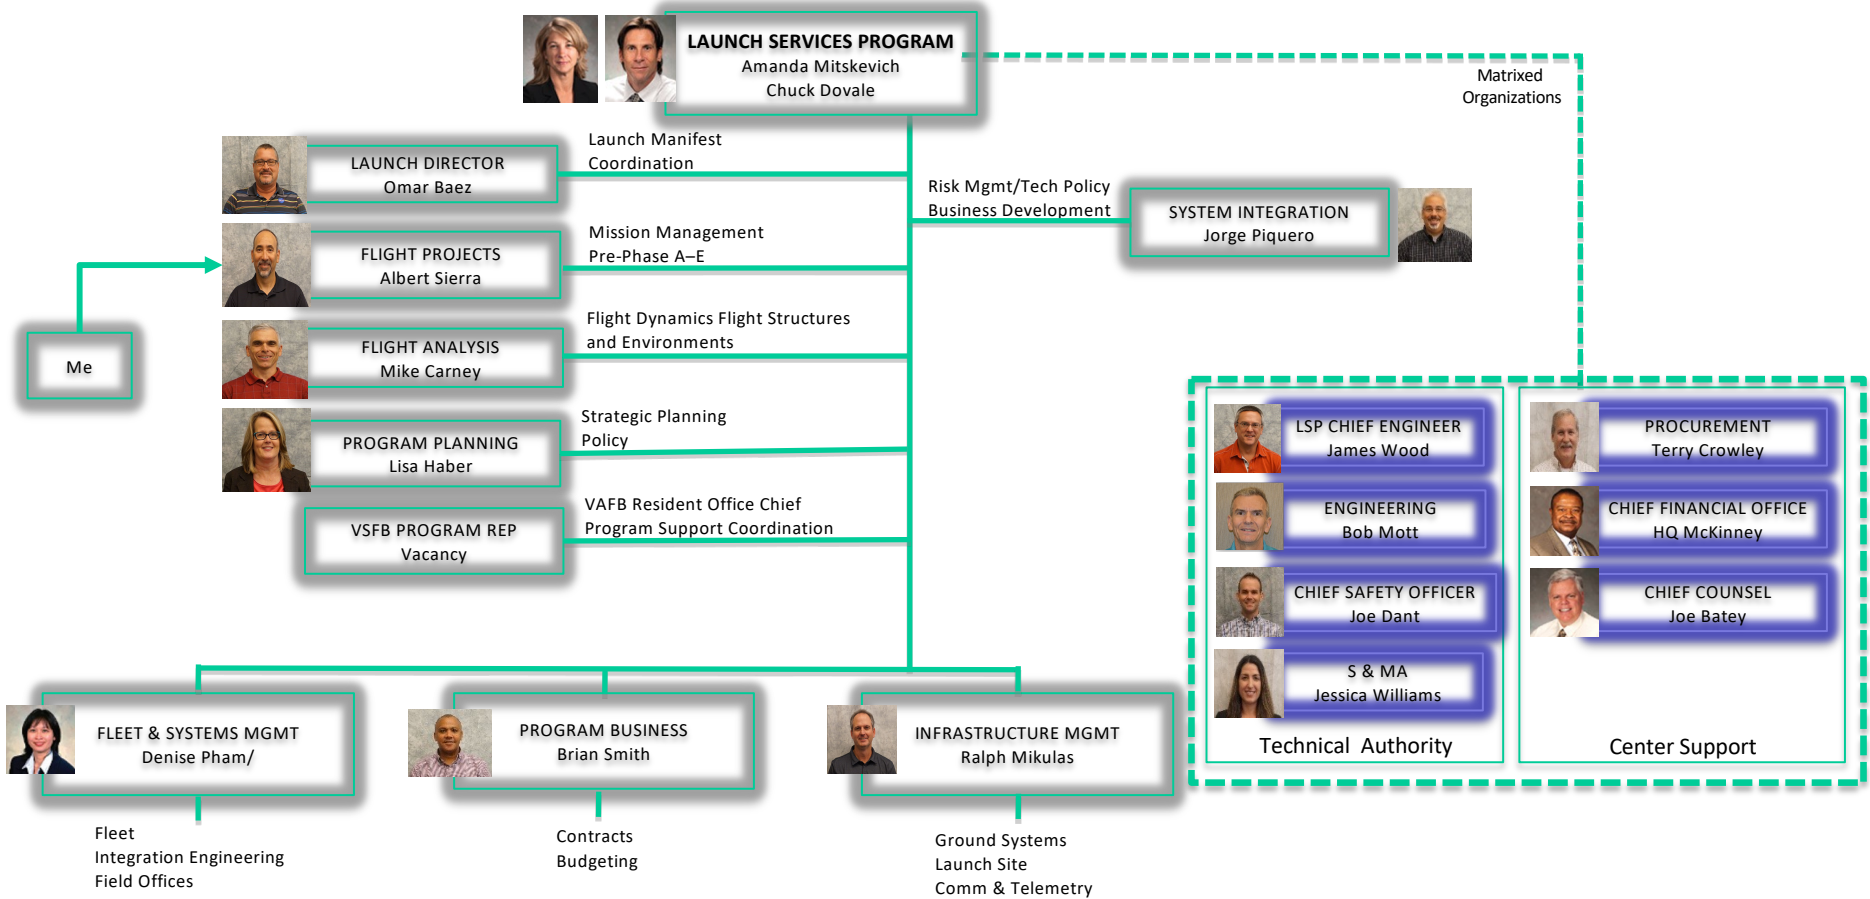 LAUNCH SERVICES PROGRAM
Amanda Mitskevich
Chuck Dovale
Matrixed
Organizations
Launch Manifest
Coordination
LAUNCH DIRECTOR
Omar Baez
Risk Mgmt/Tech Policy
Business Development
SYSTEM INTEGRATION
Jorge Piquero
Mission Management
Pre-Phase A–E
FLIGHT PROJECTS
Albert Sierra
Me
Flight Dynamics Flight Structures
and Environments
FLIGHT ANALYSIS
Mike Carney
Strategic Planning
Policy
PROGRAM PLANNING
Lisa Haber
VAFB Resident Office Chief
Program Support Coordination
VSFB PROGRAM REP
Vacancy
LSP CHIEF ENGINEER
James Wood
ENGINEERING
Bob Mott
CHIEF SAFETY OFFICER
Joe Dant
S & MA
Jessica Williams
Technical Authority
PROCUREMENT
Terry Crowley
CHIEF FINANCIAL OFFICE
HQ McKinney
CHIEF COUNSEL
Joe Batey
Center Support
FLEET & SYSTEMS MGMT
Denise Pham/
Fleet
Integration Engineering
Field Offices
PROGRAM BUSINESS
Brian Smith
Contracts
Budgeting
INFRASTRUCTURE MGMT
Ralph Mikulas
Ground Systems
Launch Site
Comm & Telemetry